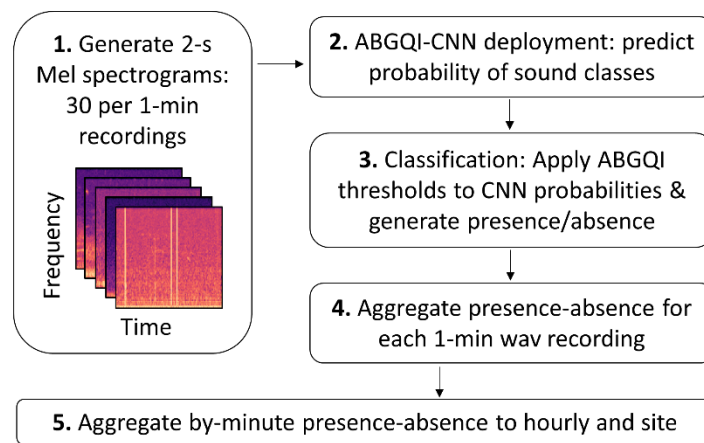 1. Generate 2-s
Mel spectrograms:
30 per 1-min
recordings
Frequency
Time
2. ABGQI-CNN deployment: predict
probability of sound classes
3. Classification: Apply ABGQI
thresholds to CNN probabilities &
generate presence/absence
4. Aggregate presence-absence for
each 1-min wav recording
5. Aggregate by-minute presence-absence to hourly and site